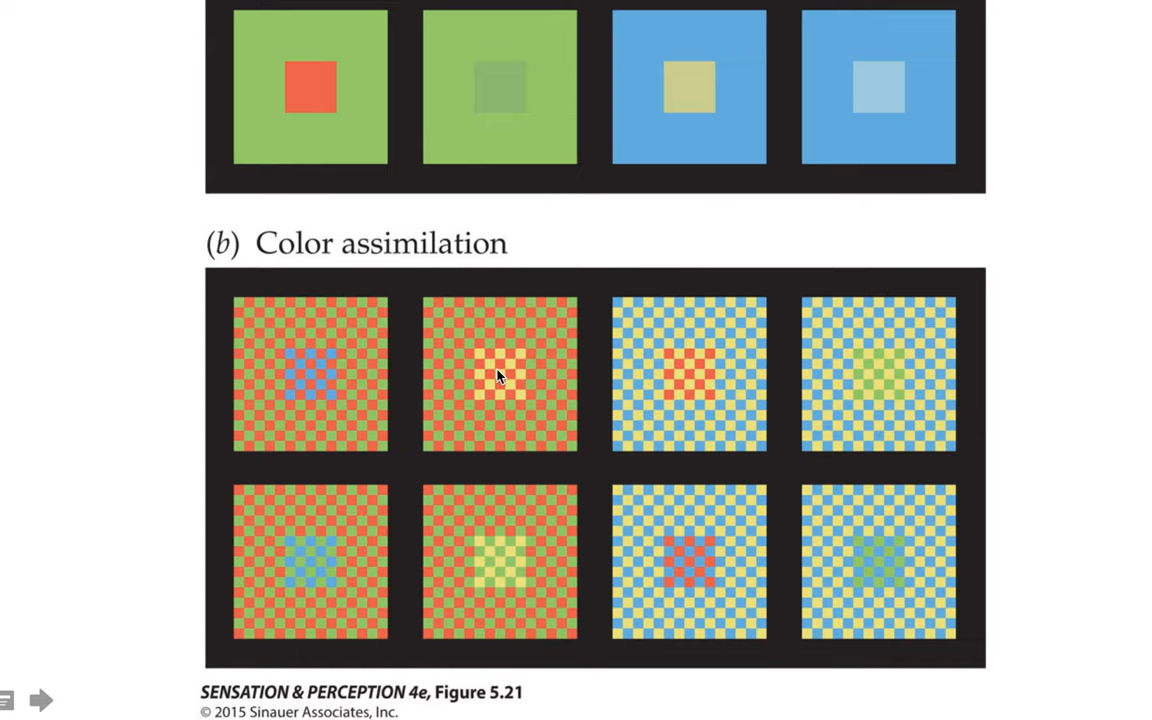 (b) Color assimilation
SENSATION & PERCEPTION 4e, Figure 5.21
© 2015 Sinauer Associates, Inc.